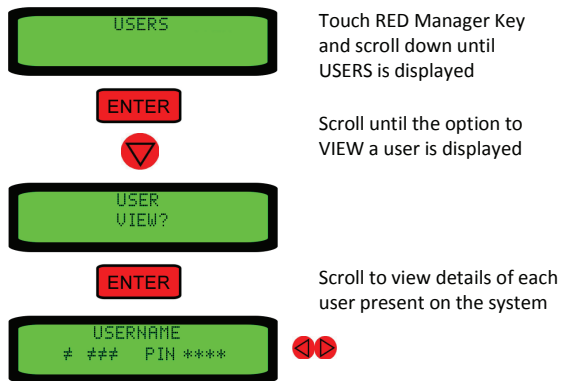 USERS
Touch RED Manager Key
and scroll down until
USERS is displayed
ENTER
Scroll until the option to
VIEW a user is displayed
USER
VIEW?
ENTER
Scroll to view details of each
user present on the system
USERNAME
≠ ≠≠≠ PIN ****